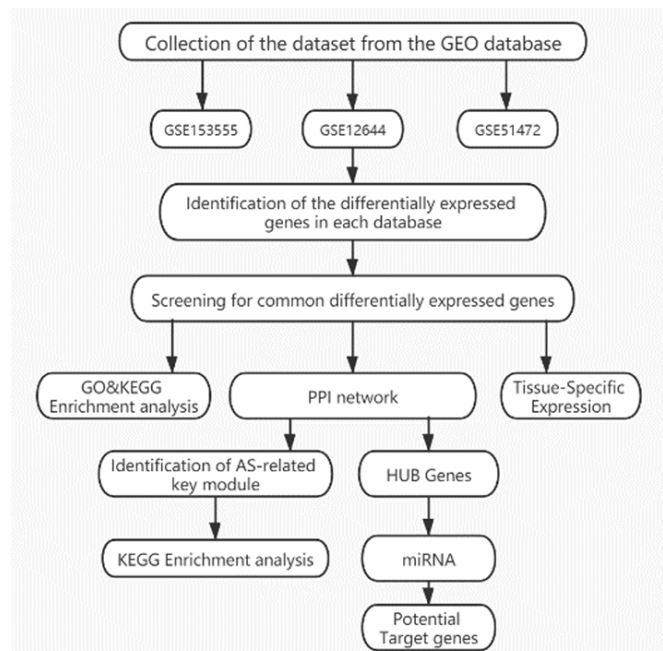 Collection of the dataset from the GEO database
GSE153555
GSE12644
GSE51472
Identification of the differentially expressed
genes in each database
Screening for common differentially expressed genes
GO&KEGG
Enrichment analysis
PPI network
Tissue-Specific
Expression
Identification of AS-related
key module
HUB Genes
KEGG Enrichment analysis
miRNA
Potential
Target genes